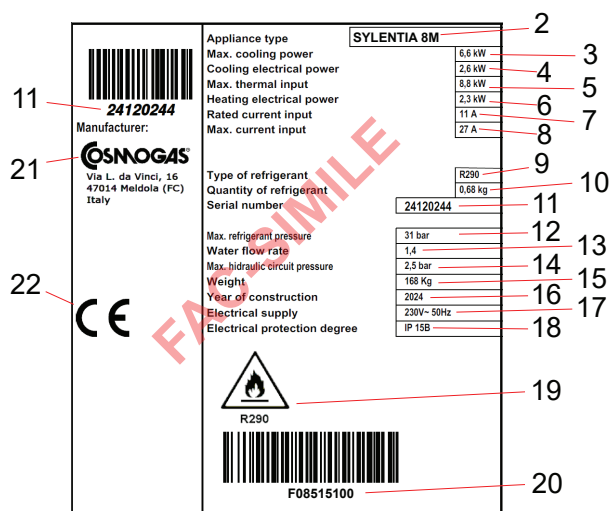 Appliance type SYLENTIA 8M 2
Max. cooling power 6,6 kW 3
Cooling electrical power 2,6 kW 4
Max. thermal input 8,8 kW 5
Heating electrical power 2,3 kW 6
Rated current input 11 A 7
Max. current input 27 A 8
11 24120244
Manufacturer:
21 COSMOGAS
Via L. da Vinci, 16
47014 Meldola (FC)
Italy
Type of refrigerant R290 9
Quantity of refrigerant 0,68 kg 10
Serial number 24120244 11
Max. refrigerant pressure 31 bar 12
Water flow rate 1,4 13
Max. hidraulic circuit pressure 2,5 bar 14
Weight 168 Kg 15
Year of construction 2024 16
Electrical supply 230V~ 50Hz 17
Electrical protection degree IP 15B 18
22 CE
FAC-SIMILE
19
R290
F08515100 20